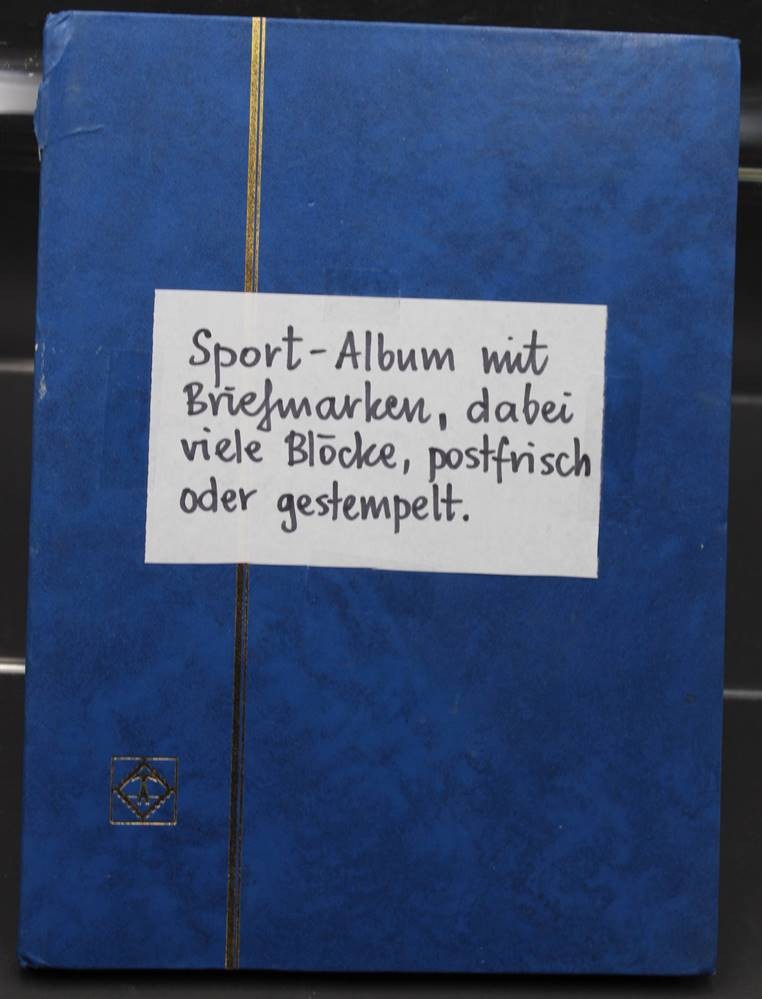 Sport-Album mit
Briefmarken, dabei
viele Blöcke, postfrisch
oder gestempelt.